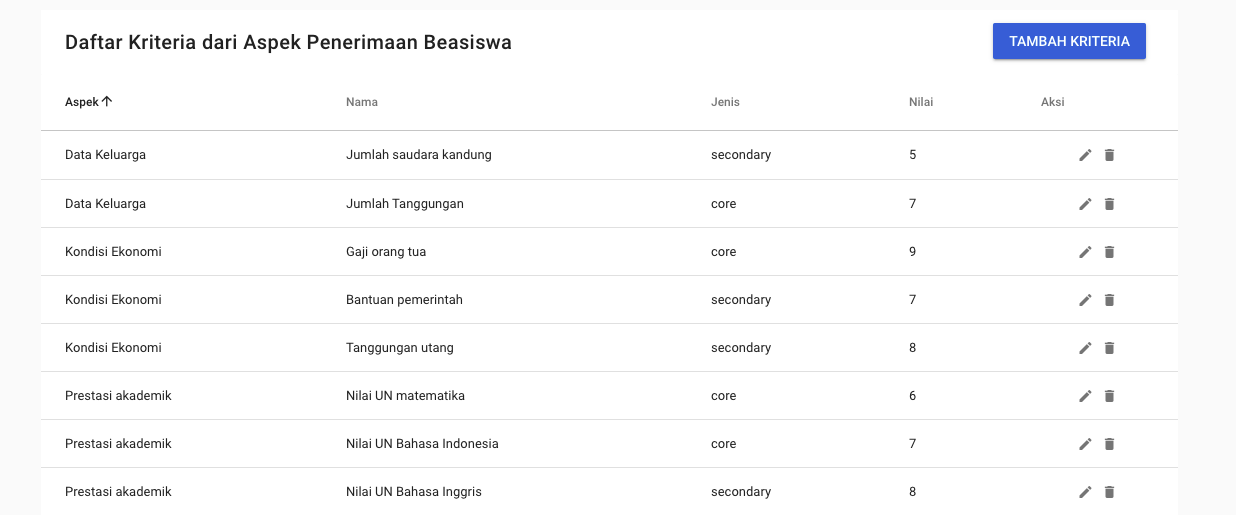 Daftar Kriteria dari Aspek Penerimaan Beasiswa TAMBAH KRITERIA
Aspek Nama Jenis Nilai Aksi
Data Keluarga Jumlah saudara kandung secondary 5
Data Keluarga Jumlah Tanggungan core 7
Kondisi Ekonomi Gaji orang tua core 9
Kondisi Ekonomi Bantuan pemerintah secondary 7
Kondisi Ekonomi Tanggungan utang secondary 8
Prestasi akademik Nilai UN matematika core 6
Prestasi akademik Nilai UN Bahasa Indonesia core 7
Prestasi akademik Nilai UN Bahasa Inggris secondary 8